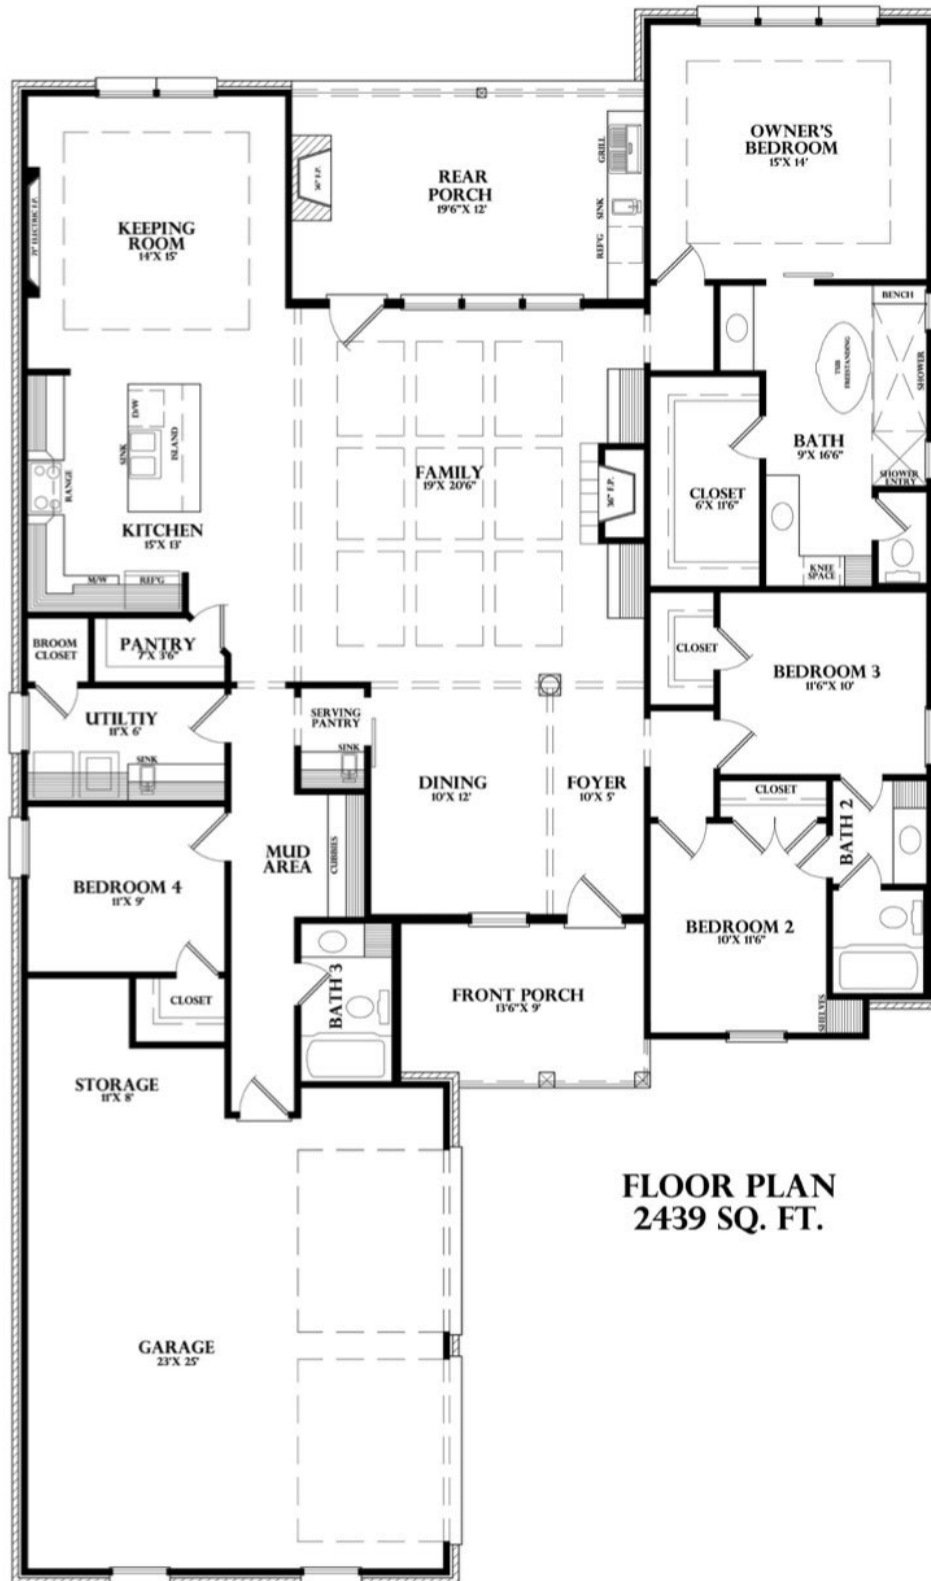 OWNER'S
BEDROOM
15'X 14'
KEEPING
ROOM
14'X 15'
REAR
PORCH
19'6"X 12'
36" F.P.
GRILL
SINK
REF'G
BENCH
SHOWER
SHOWER
ENTRY
TUB
FREESTANDING
BATH
9'X 16'6"
KNEE
SPACE
CLOSET
6'X 11'6"
D/W
SINK
ISLAND
RANGE
KITCHEN
15'X 13'
M/W
REF'G
FAMILY
19'X 20'6"
36" F.P.
BROOM
CLOSET
PANTRY
7'X 3'6"
CLOSET
BEDROOM 3
11'6"X 10'
UTILTIY
11'X 6'
SINK
SERVING
PANTRY
SINK
DINING
10'X 12'
FOYER
10'X 5'
CLOSET
BATH 2
MUD
AREA
CUBBIES
BEDROOM 4
11'X 9'
BEDROOM 2
10'X 11'6"
SHELVES
CLOSET
BATH 3
FRONT PORCH
13'6"X 9'
STORAGE
11'X 8'
FLOOR PLAN
2439 SQ. FT.
GARAGE
23'X 25'